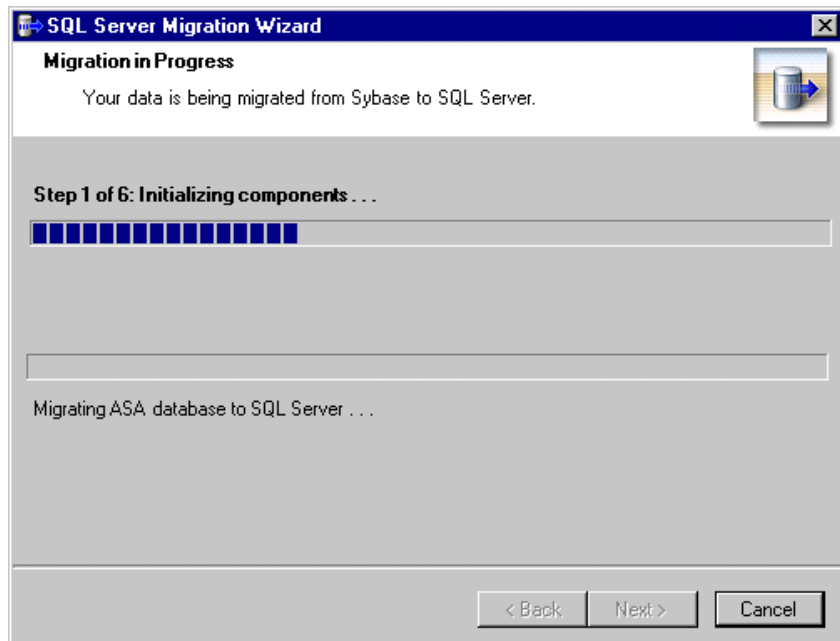 SQL Server Migration Wizard
Migration in Progress
Your data is being migrated from Sybase to SQL Server.
Step 1 of 6: Initializing components . . .
Migrating ASA database to SQL Server . . .
< Back Next > Cancel